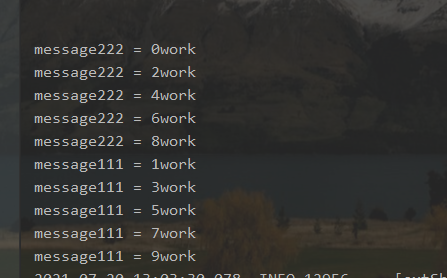 message222 = 0work
message222 = 2work
message222 = 4work
message222 = 6work
message222 = 8work
message111 = 1work
message111 = 3work
message111 = 5work
message111 = 7work
message111 = 9work